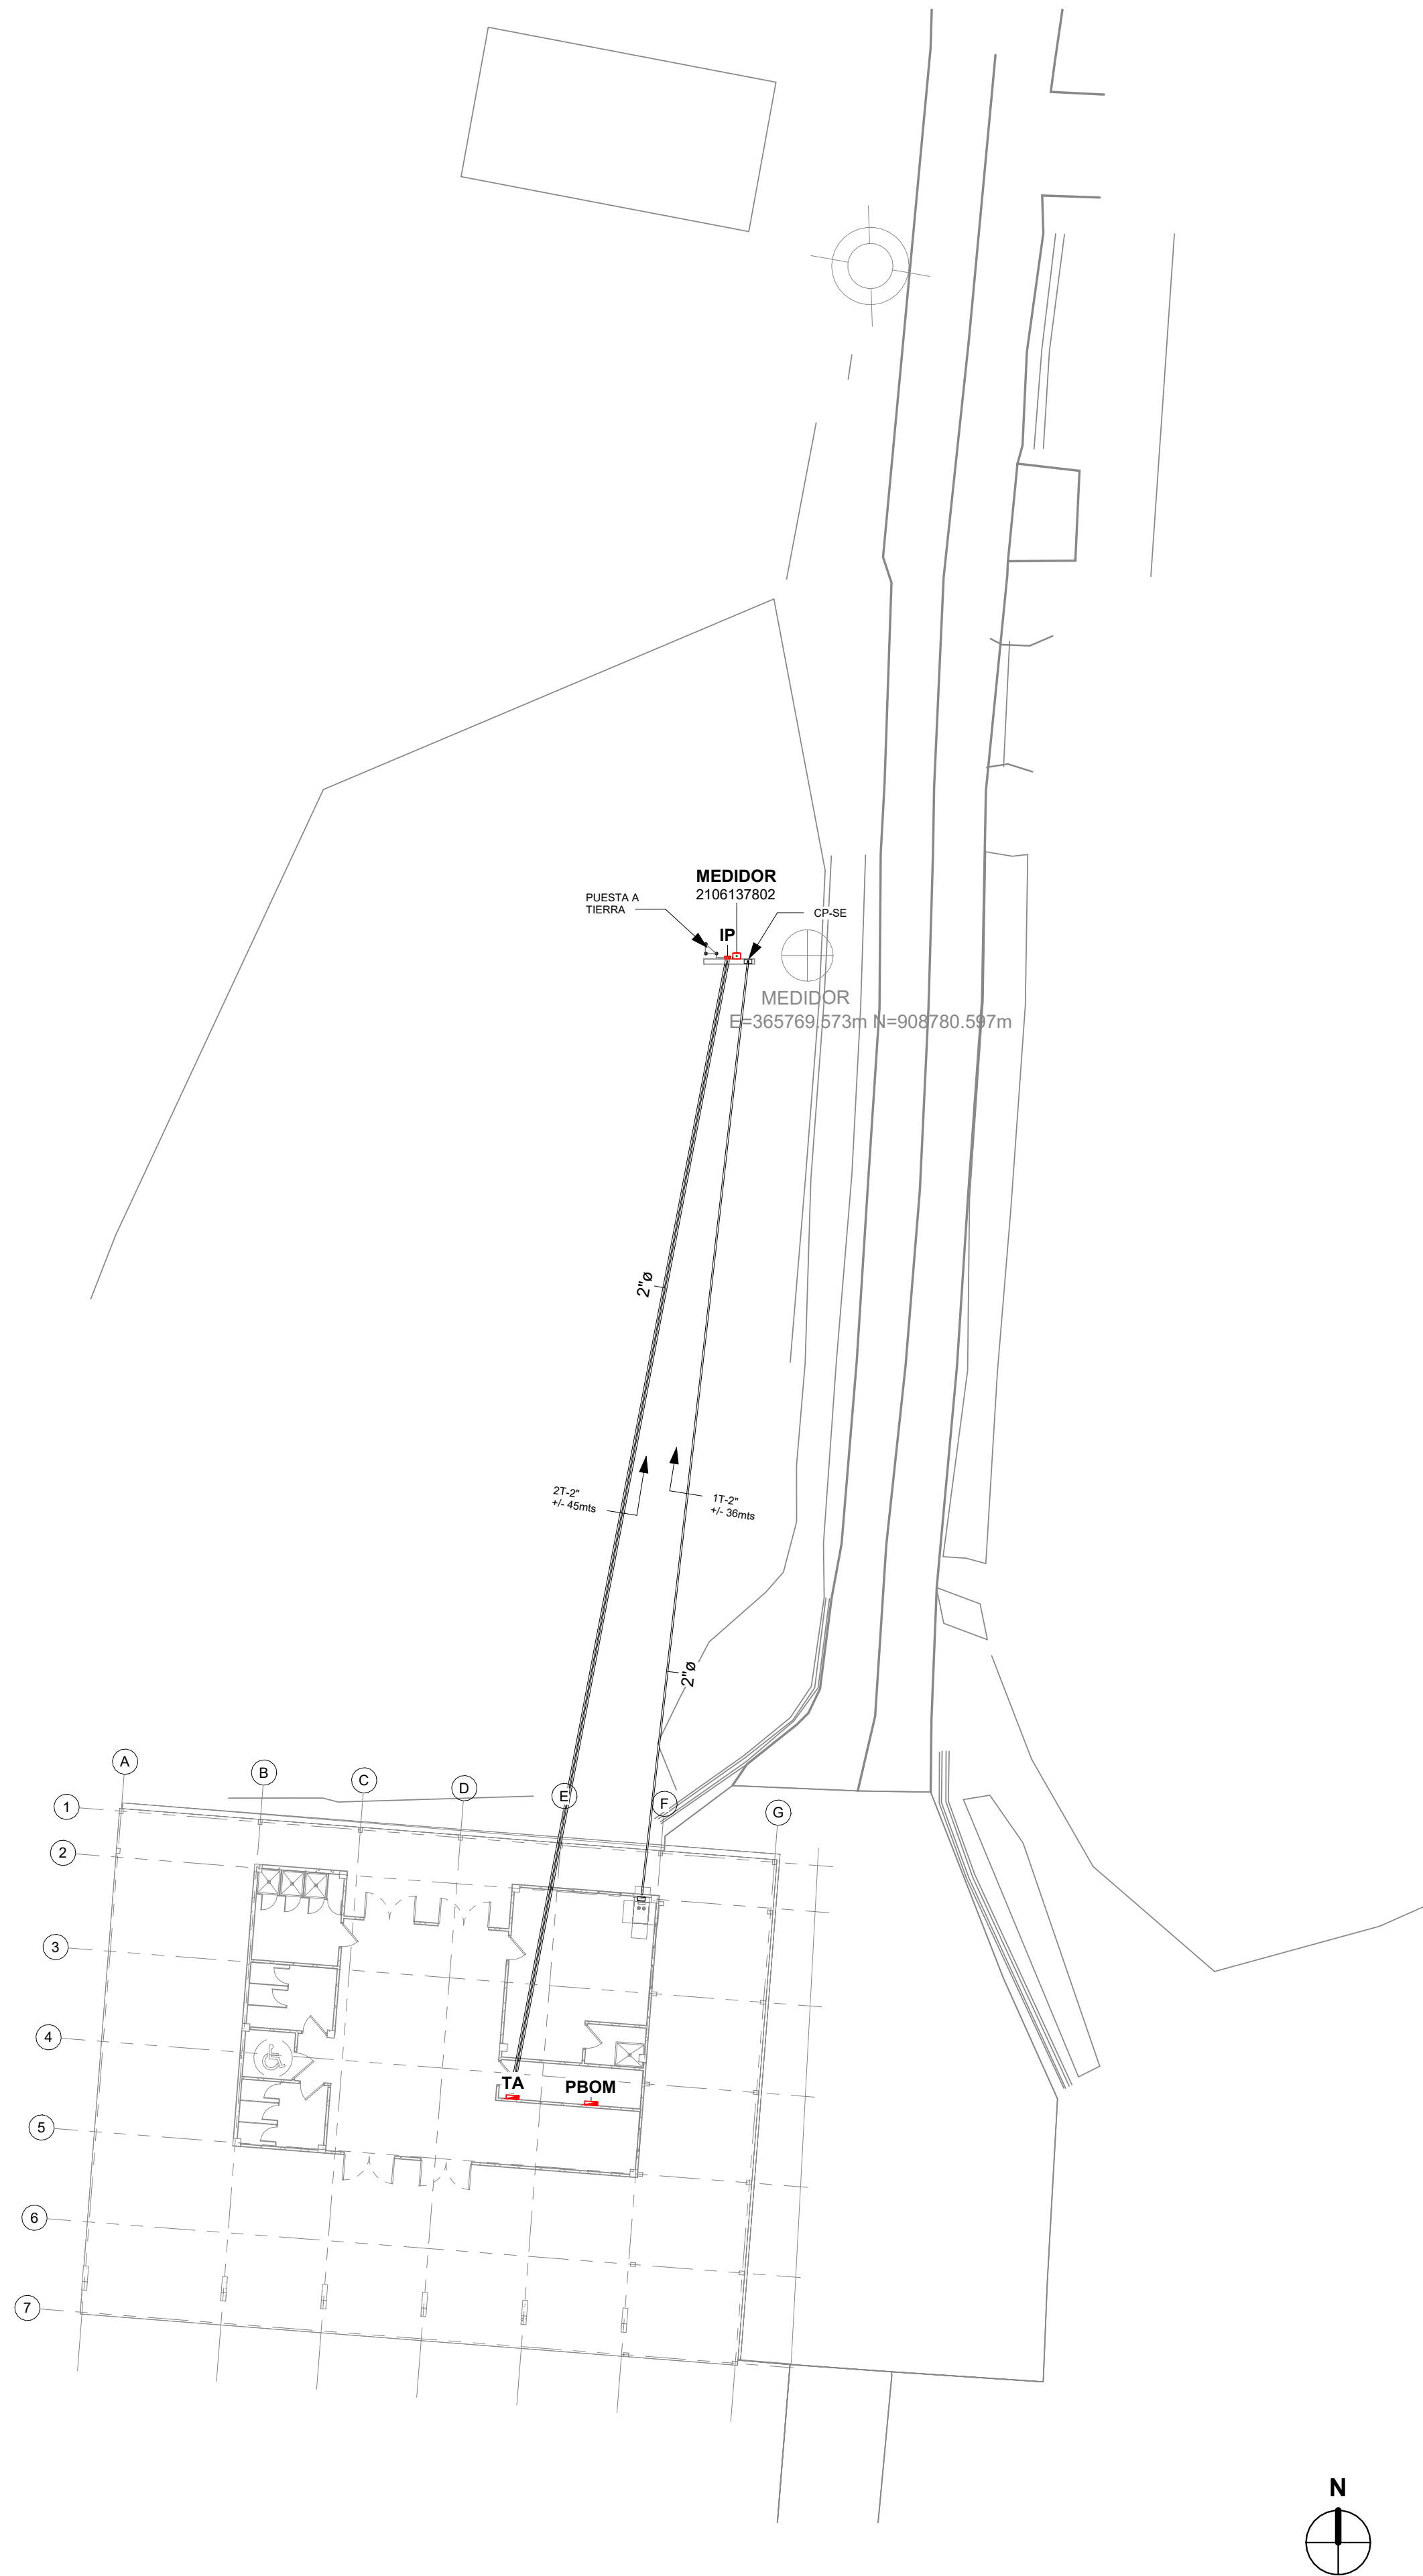 MEDIDOR
2106137802
PUESTA A
TIERRA
CP-SE
IP
MEDIDOR
E=365769.573m N=908780.597m
2"ø
2T-2"
+/- 45mts
1T-2"
+/- 36mts
2"ø
A
B
C
D
E
F
G
1
2
3
4
5
6
7
TA
PBOM
N